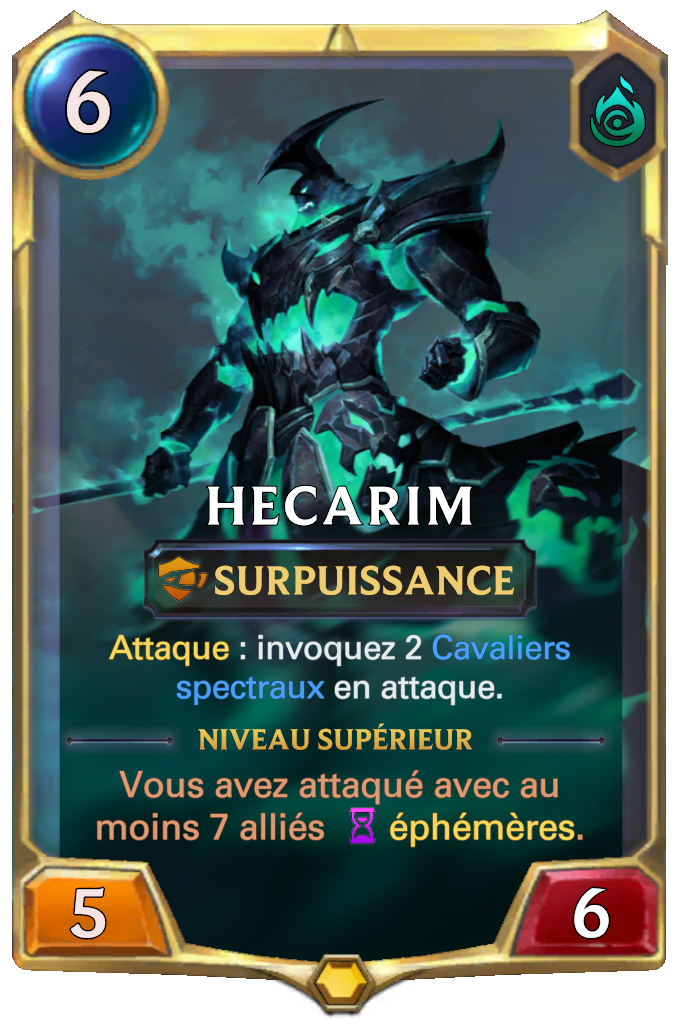 6
HECARIM
SURPUISSANCE
Attaque : invoquez 2 Cavaliers
spectraux en attaque.
NIVEAU SUPÉRIEUR
Vous avez attaqué avec au
moins 7 alliés éphémères.
5
6